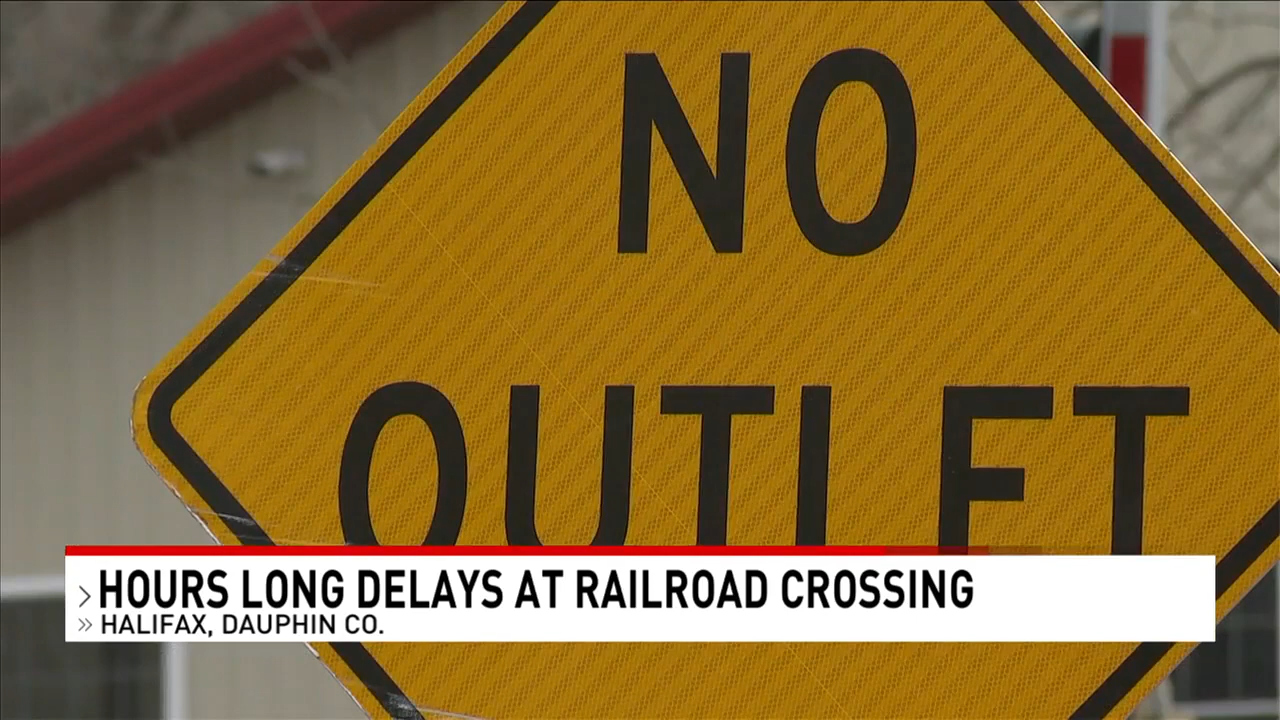 NO
OUTLET
HOURS LONG DELAYS AT RAILROAD CROSSING
HALIFAX, DAUPHIN CO.